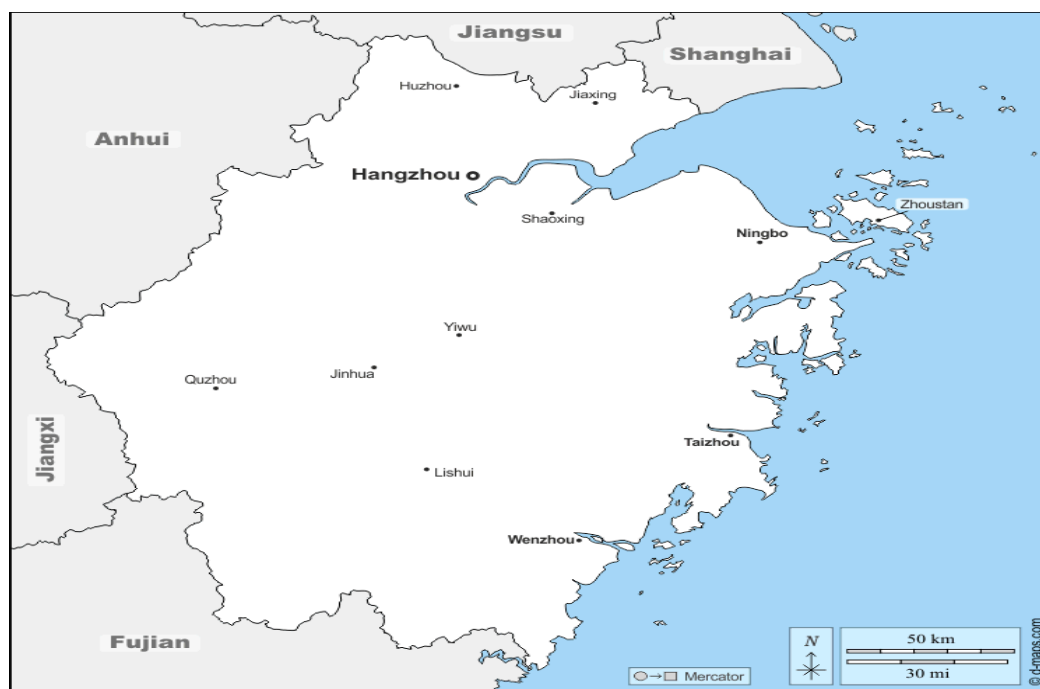 Jiangsu
Shanghai
Huzhou
Jiaxing
Anhui
Hangzhou
Zhoustan
Shaoxing
Ningbo
Yiwu
Jinhua
Quzhou
Jiangxi
Taizhou
Lishui
Wenzhou
Fujian
N
50 km
30 mi
Mercator
© d-maps.com